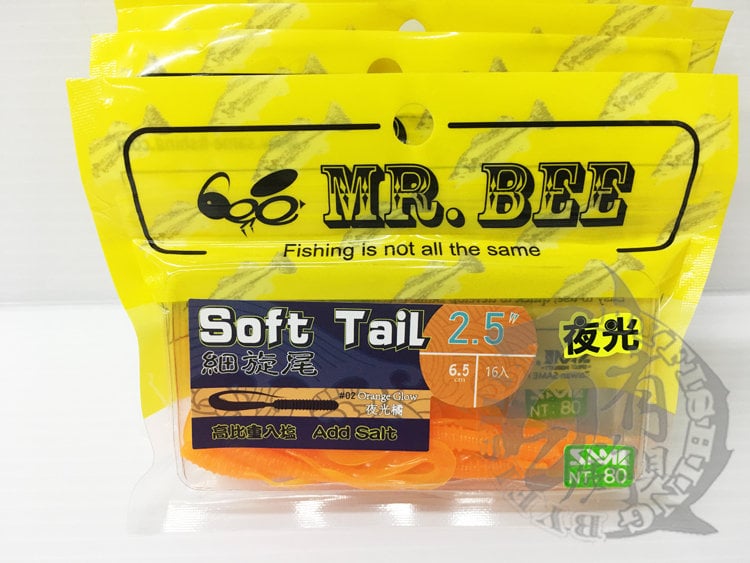 MR. BEE
Fishing is not all the same
Soft Tail
細旋尾
2.5"
6.5 cm
16入
夜光
#02 Orange Glow
夜光橘
高比重入塩 Add Salt
SAME
NT: 80
NT: 80